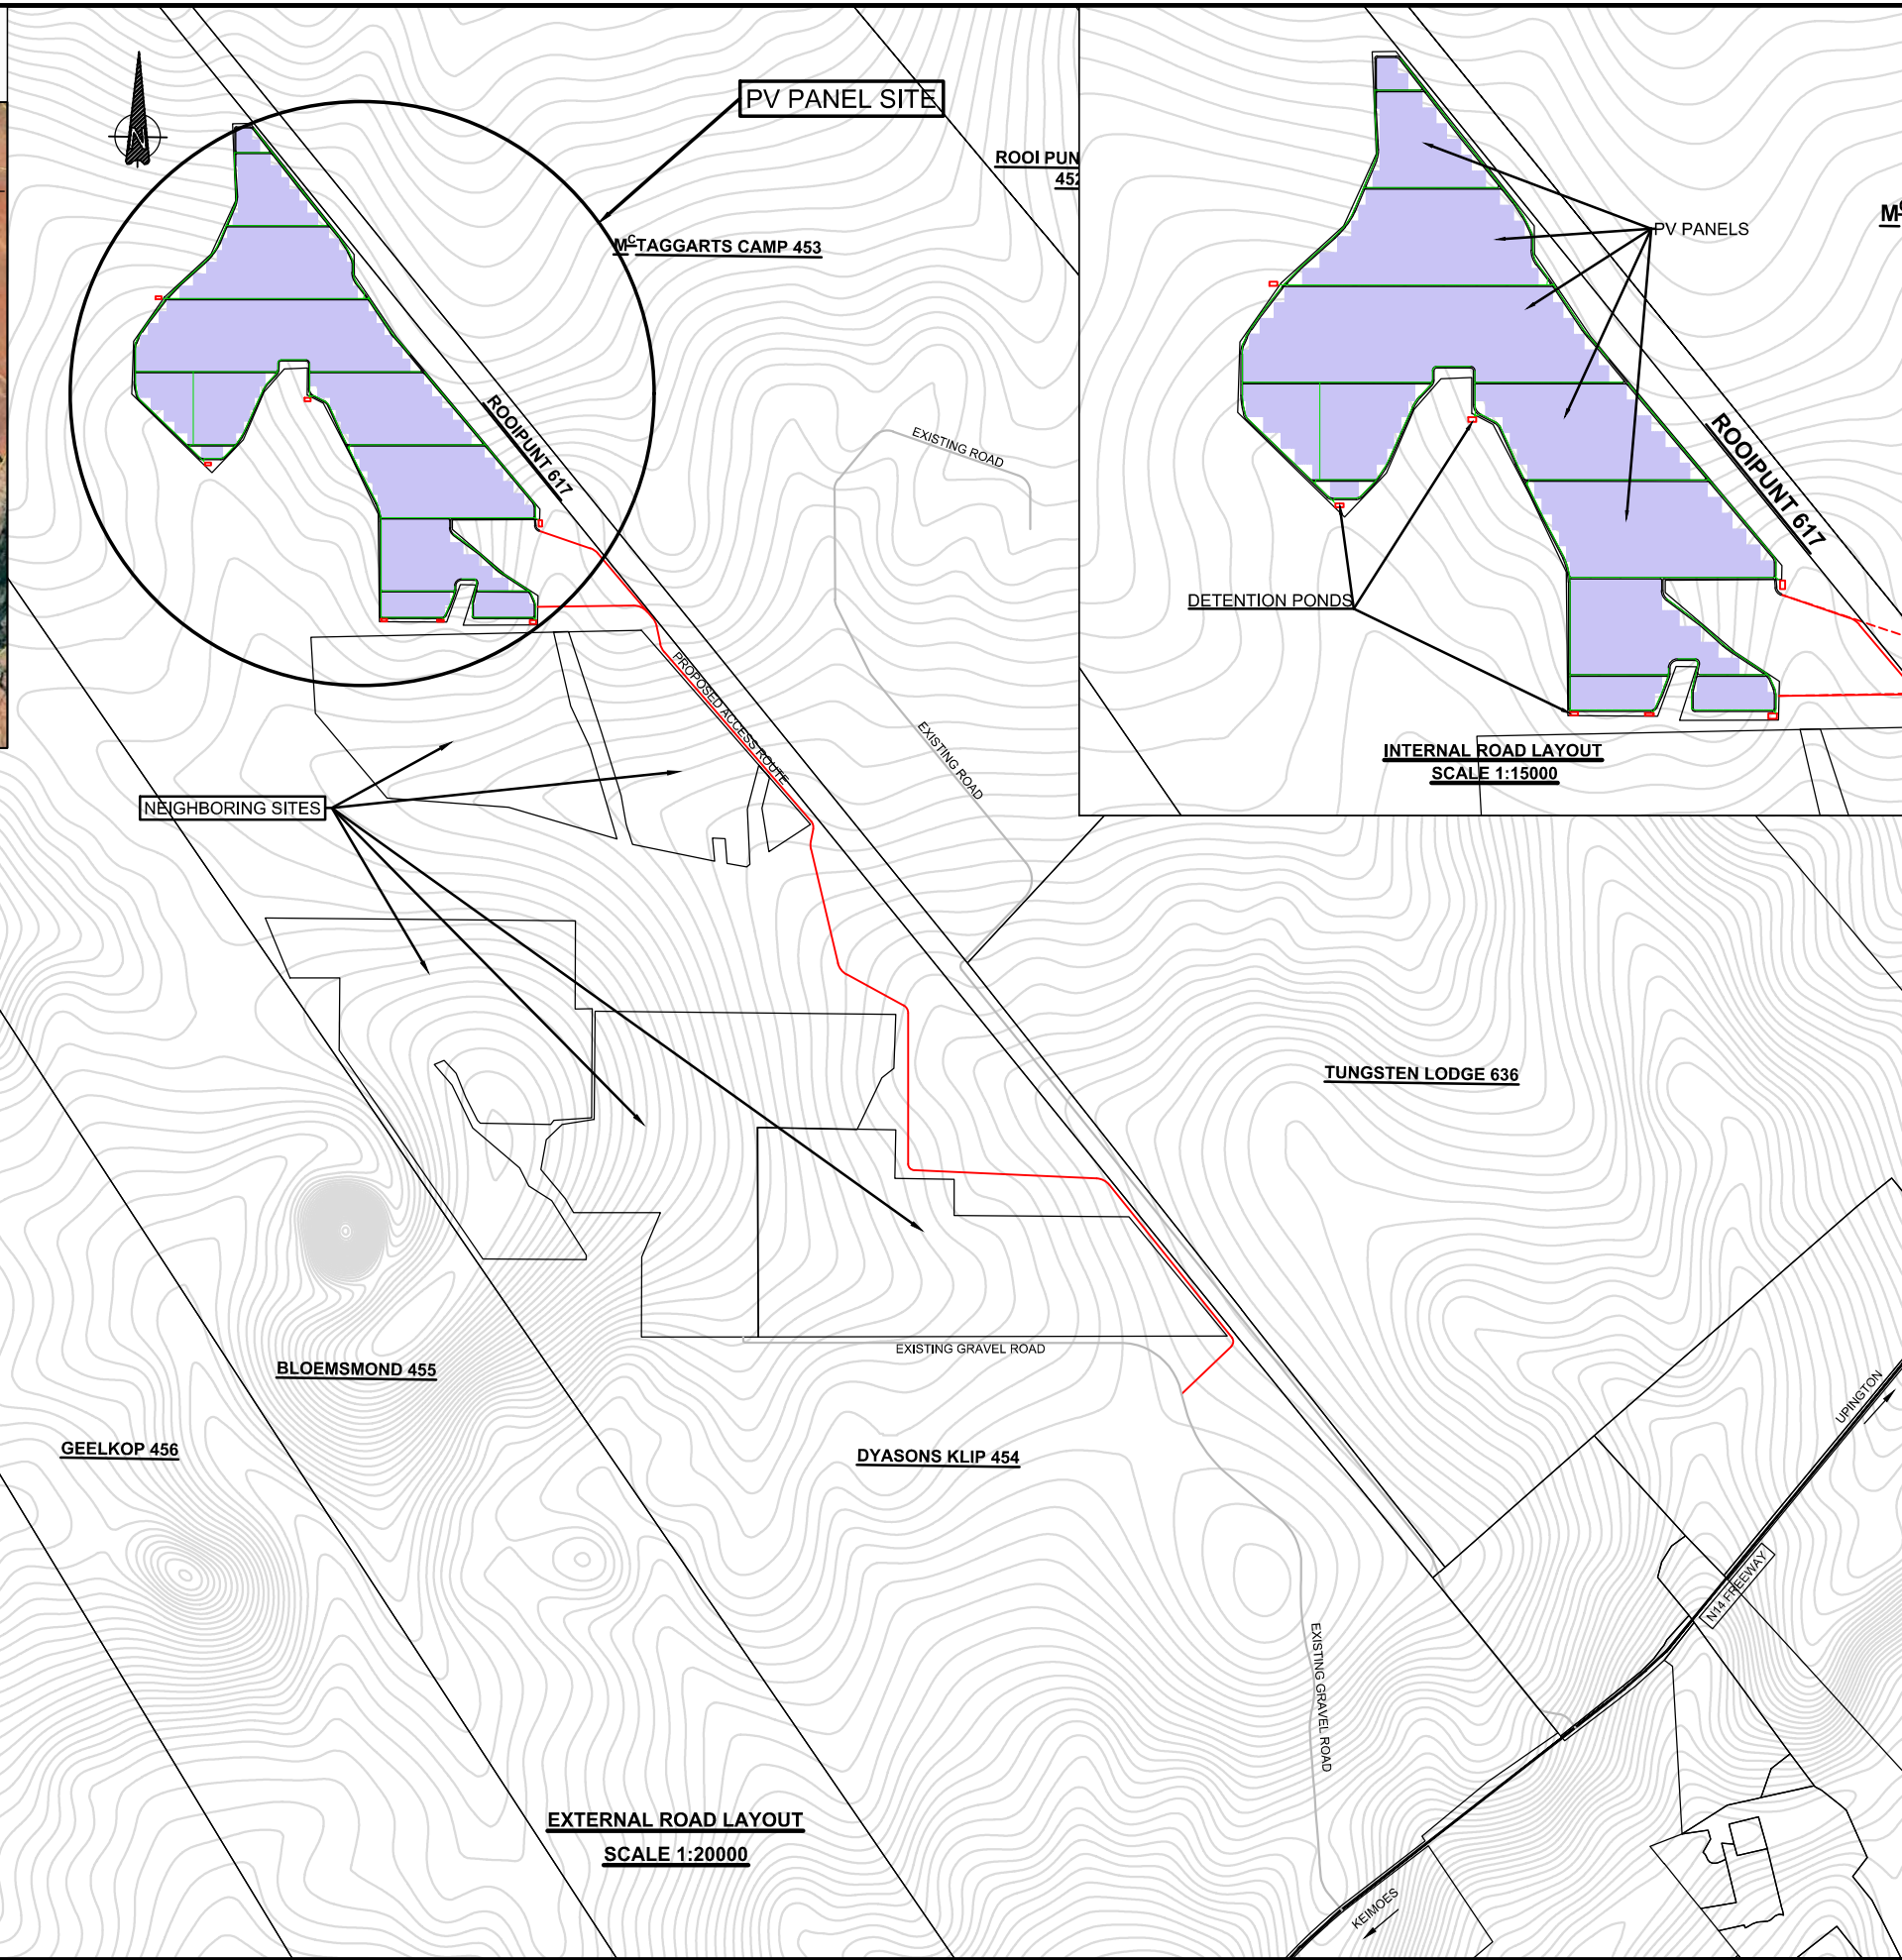 PV PANEL SITE
N
ROOI PUN
452
McTAGGARTS CAMP 453
ROOIPUNT 617
EXISTING ROAD
PROPOSED ACCESS ROUTE
EXISTING ROAD
NEIGHBORING SITES
PV PANELS
ROOIPUNT 617
DETENTION PONDS
INTERNAL ROAD LAYOUT
SCALE 1:15000
Mc
TUNGSTEN LODGE 636
EXISTING GRAVEL ROAD
BLOEMSMOND 455
GEELKOP 456
DYASONS KLIP 454
UPINGTON
N14 FREEWAY
EXISTING GRAVEL ROAD
KEIMOES
EXTERNAL ROAD LAYOUT
SCALE 1:20000